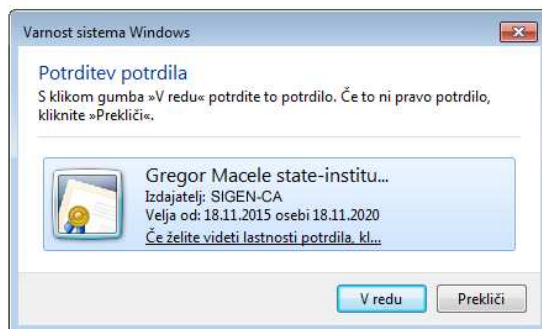 Varnost sistema Windows
Potrditev potrdila
S klikom gumba »V redu« potrdite to potrdilo. Če to ni pravo potrdilo,
kliknite »Prekliči«.
Gregor Macele state-institu...
Izdajatelj: SIGEN-CA
Velja od: 18.11.2015 osebi 18.11.2020
Če želite videti lastnosti potrdila, kl...
V redu
Prekliči